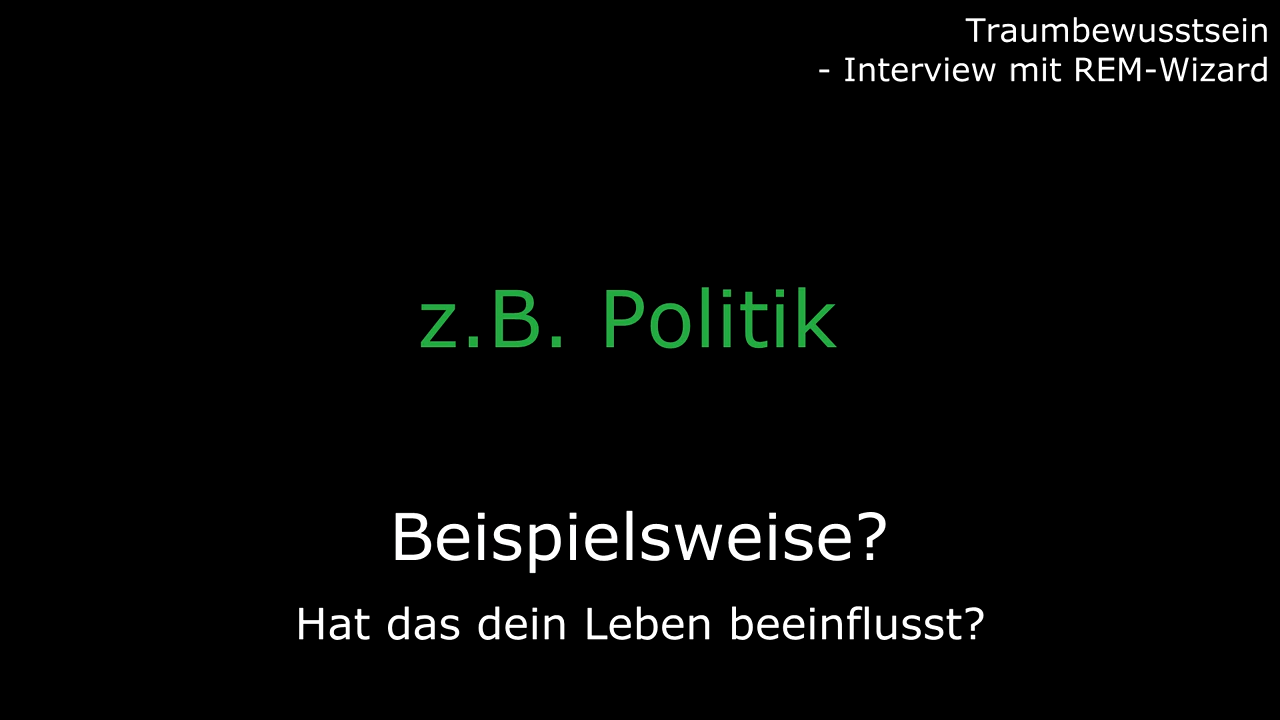 Traumbewusstsein
- Interview mit REM-Wizard
z.B. Politik
Beispielsweise?
Hat das dein Leben beeinflusst?